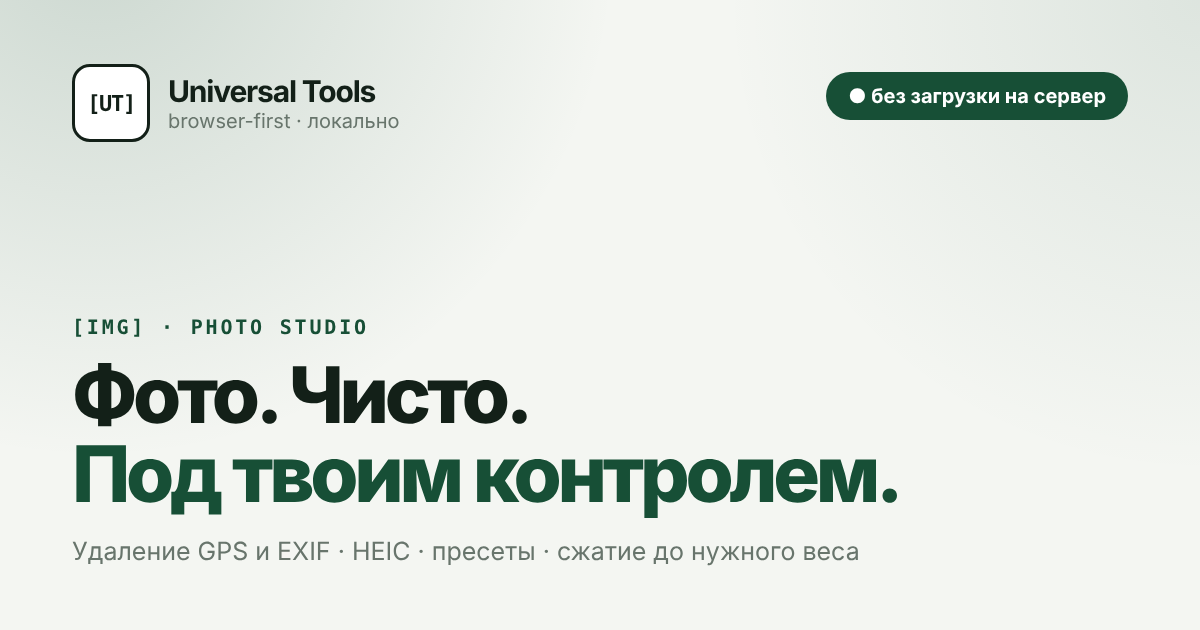 [UT]
Universal Tools
browser-first · локально
без загрузки на сервер
[IMG] · PHOTO STUDIO
Фото. Чисто.
Под твоим контролем.
Удаление GPS и EXIF · HEIC · пресеты · сжатие до нужного веса